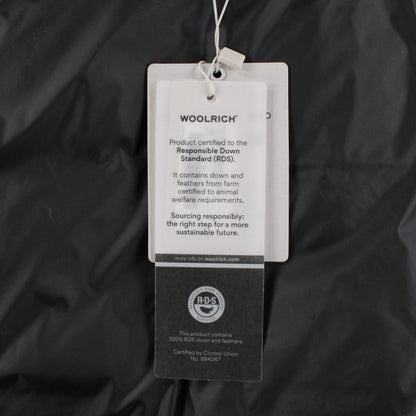 WOOLRICH®
Product certified to the
Responsible Down
Standard (RDS).
It contains down and
feathers from farm
certified to animal
welfare requirements.
Sourcing responsibly:
the right step for a more
sustainable future.
more info on woolrich.com
RDS
This product contains
100% RDS down and feathers.
Certified by Control Union
No. 884067